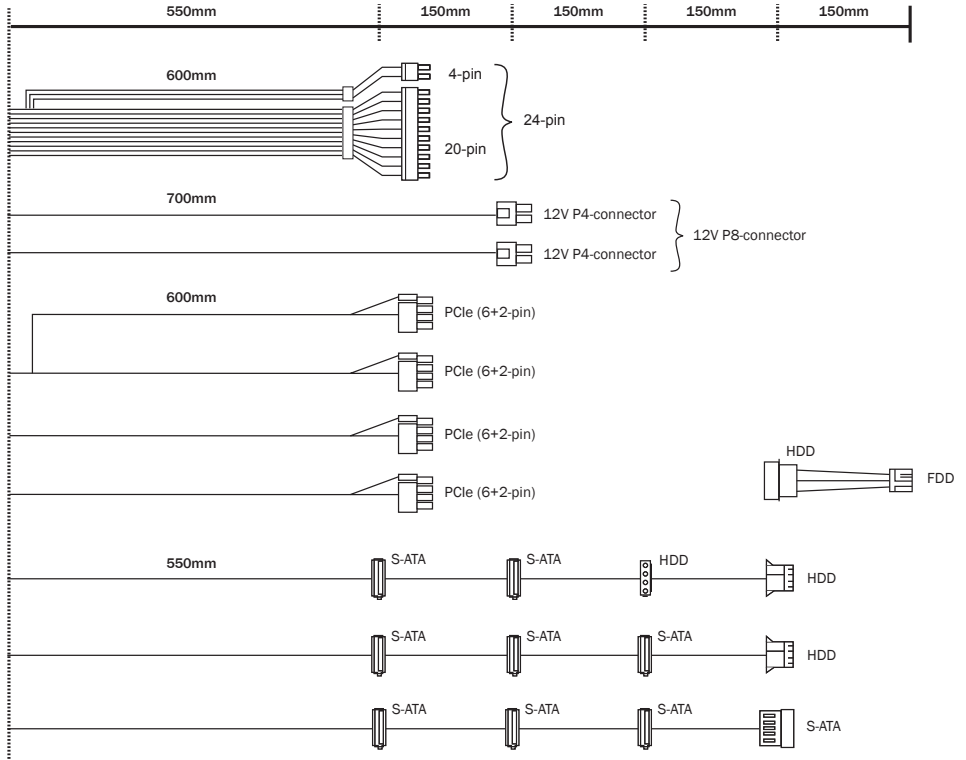 550mm 150mm 150mm 150mm 150mm
600mm
4-pin
24-pin
20-pin
700mm
12V P4-connector
12V P8-connector
12V P4-connector
600mm
PCIe (6+2-pin)
PCIe (6+2-pin)
PCIe (6+2-pin)
HDD
FDD
PCIe (6+2-pin)
550mm
S-ATA S-ATA HDD
HDD
S-ATA S-ATA S-ATA
HDD
S-ATA S-ATA S-ATA
S-ATA